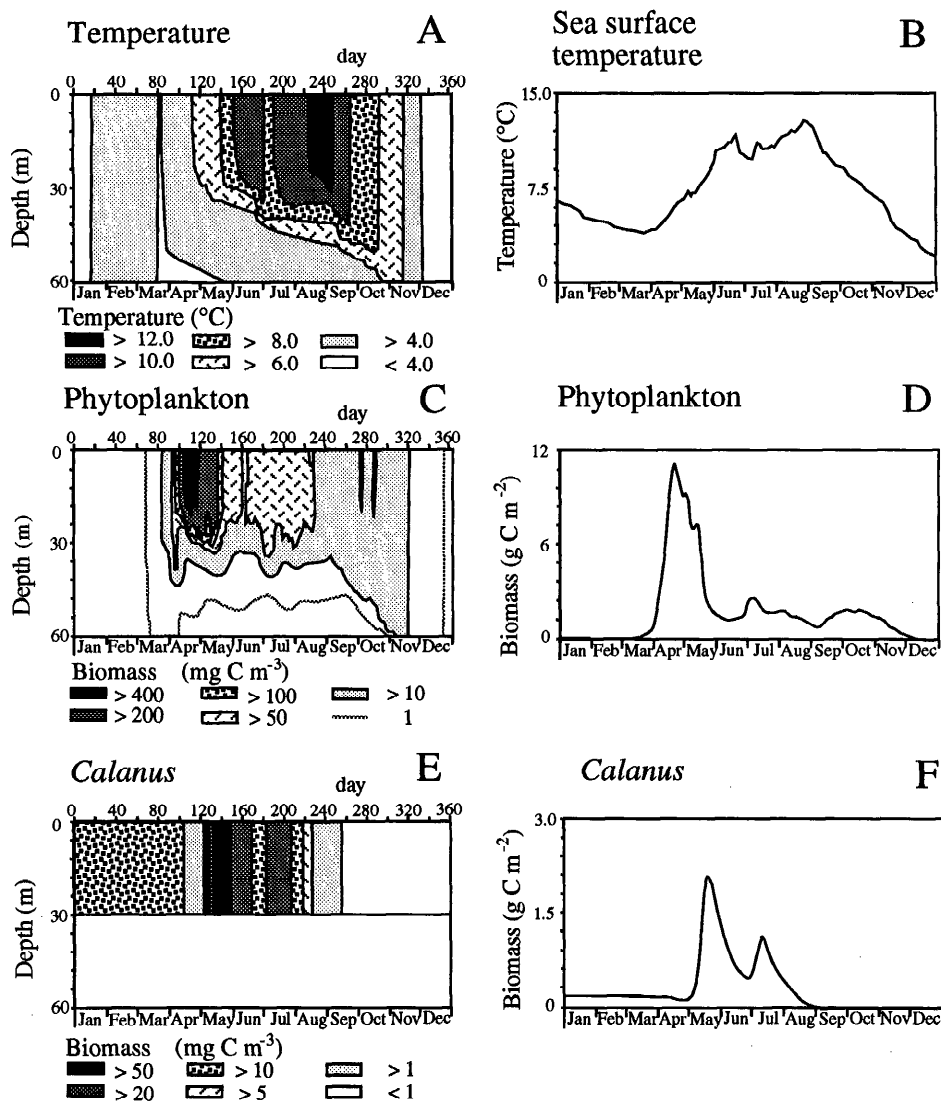 Temperature A
day
0 40 80 120 160 200 240 280 320 360
0
30
60
Depth (m)
Jan Feb Mar Apr May Jun Jul Aug Sep Oct Nov Dec
Temperature (°C)
> 12.0 > 8.0 > 4.0
> 10.0 > 6.0 < 4.0
Sea surface
temperature
B
15.0
7.5
0
Temperature (°C)
Jan Feb Mar Apr May Jun Jul Aug Sep Oct Nov Dec
Phytoplankton C
day
0 40 80 120 160 200 240 280 320 360
0
30
60
Depth (m)
Jan Feb Mar Apr May Jun Jul Aug Sep Oct Nov Dec
Biomass (mg C m⁻³)
> 400 > 100 > 10
> 200 > 50 1
Phytoplankton D
12
6
0
Biomass (g C m⁻²)
Jan Feb Mar Apr May Jun Jul Aug Sep Oct Nov Dec
Calanus E
day
0 40 80 120 160 200 240 280 320 360
0
30
60
Depth (m)
Jan Feb Mar Apr May Jun Jul Aug Sep Oct Nov Dec
Biomass (mg C m⁻³)
> 50 > 10 > 1
> 20 > 5 < 1
Calanus F
3.0
1.5
0
Biomass (g C m⁻²)
Jan Feb Mar Apr May Jun Jul Aug Sep Oct Nov Dec